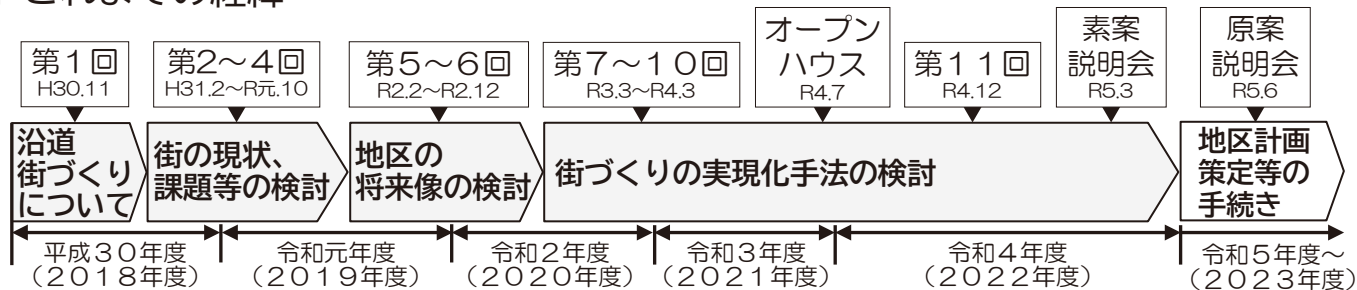 第１回
H30.11
第２～４回
H31.2～R元.10
第５～６回
R2.2～R2.12
第７～１０回
R3.3～R4.3
オープン
ハウス
R4.7
第１１回
R4.12
素案
説明会
R5.3
原案
説明会
R5.6
沿道
街づくり
について
街の現状、
課題等の検討
地区の
将来像の検討
街づくりの実現化手法の検討
地区計画
策定等の
手続き
平成３０年度
（２０１８年度）
令和元年度
（２０１９年度）
令和２年度
（２０２０年度）
令和３年度
（２０２１年度）
令和４年度
（２０２２年度）
令和５年度～
（２０２３年度）